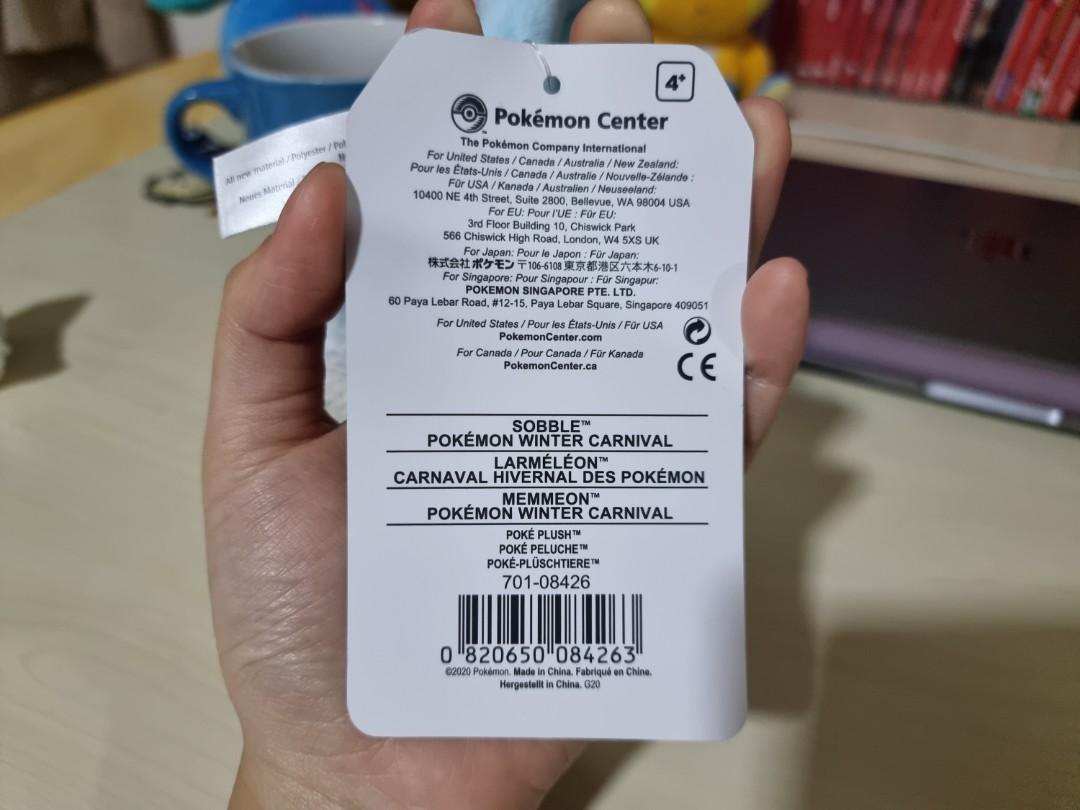 4+
Pokémon Center
The Pokémon Company International
For United States / Canada / Australia / New Zealand:
Pour les États-Unis / Canada / Australie / Nouvelle-Zélande :
Für USA / Kanada / Australien / Neuseeland:
10400 NE 4th Street, Suite 2800, Bellevue, WA 98004 USA
For EU: Pour l'UE : Für EU:
3rd Floor Building 10, Chiswick Park
566 Chiswick High Road, London, W4 5XS UK
For Japan: Pour le Japon : Für Japan:
株式会社ポケモン 〒106-6108 東京都港区六本木6-10-1
For Singapore: Pour Singapour : Für Singapur:
POKEMON SINGAPORE PTE. LTD.
60 Paya Lebar Road, #12-15, Paya Lebar Square, Singapore 409051
For United States / Pour les États-Unis / Für USA
PokemonCenter.com
For Canada / Pour Canada / Für Kanada
PokemonCenter.ca
CE
SOBBLE™
POKÉMON WINTER CARNIVAL
LARMÉLÉON™
CARNAVAL HIVERNAL DES POKÉMON
MEMMEON™
POKÉMON WINTER CARNIVAL
POKÉ PLUSH™
POKÉ PELUCHE™
POKÉ-PLÜSCHTIERE™
701-08426
0 820650 084263
©2020 Pokémon. Made in China. Fabriqué en Chine.
Hergestellt in China. G20
All new material / Polyester /
Neues Material /